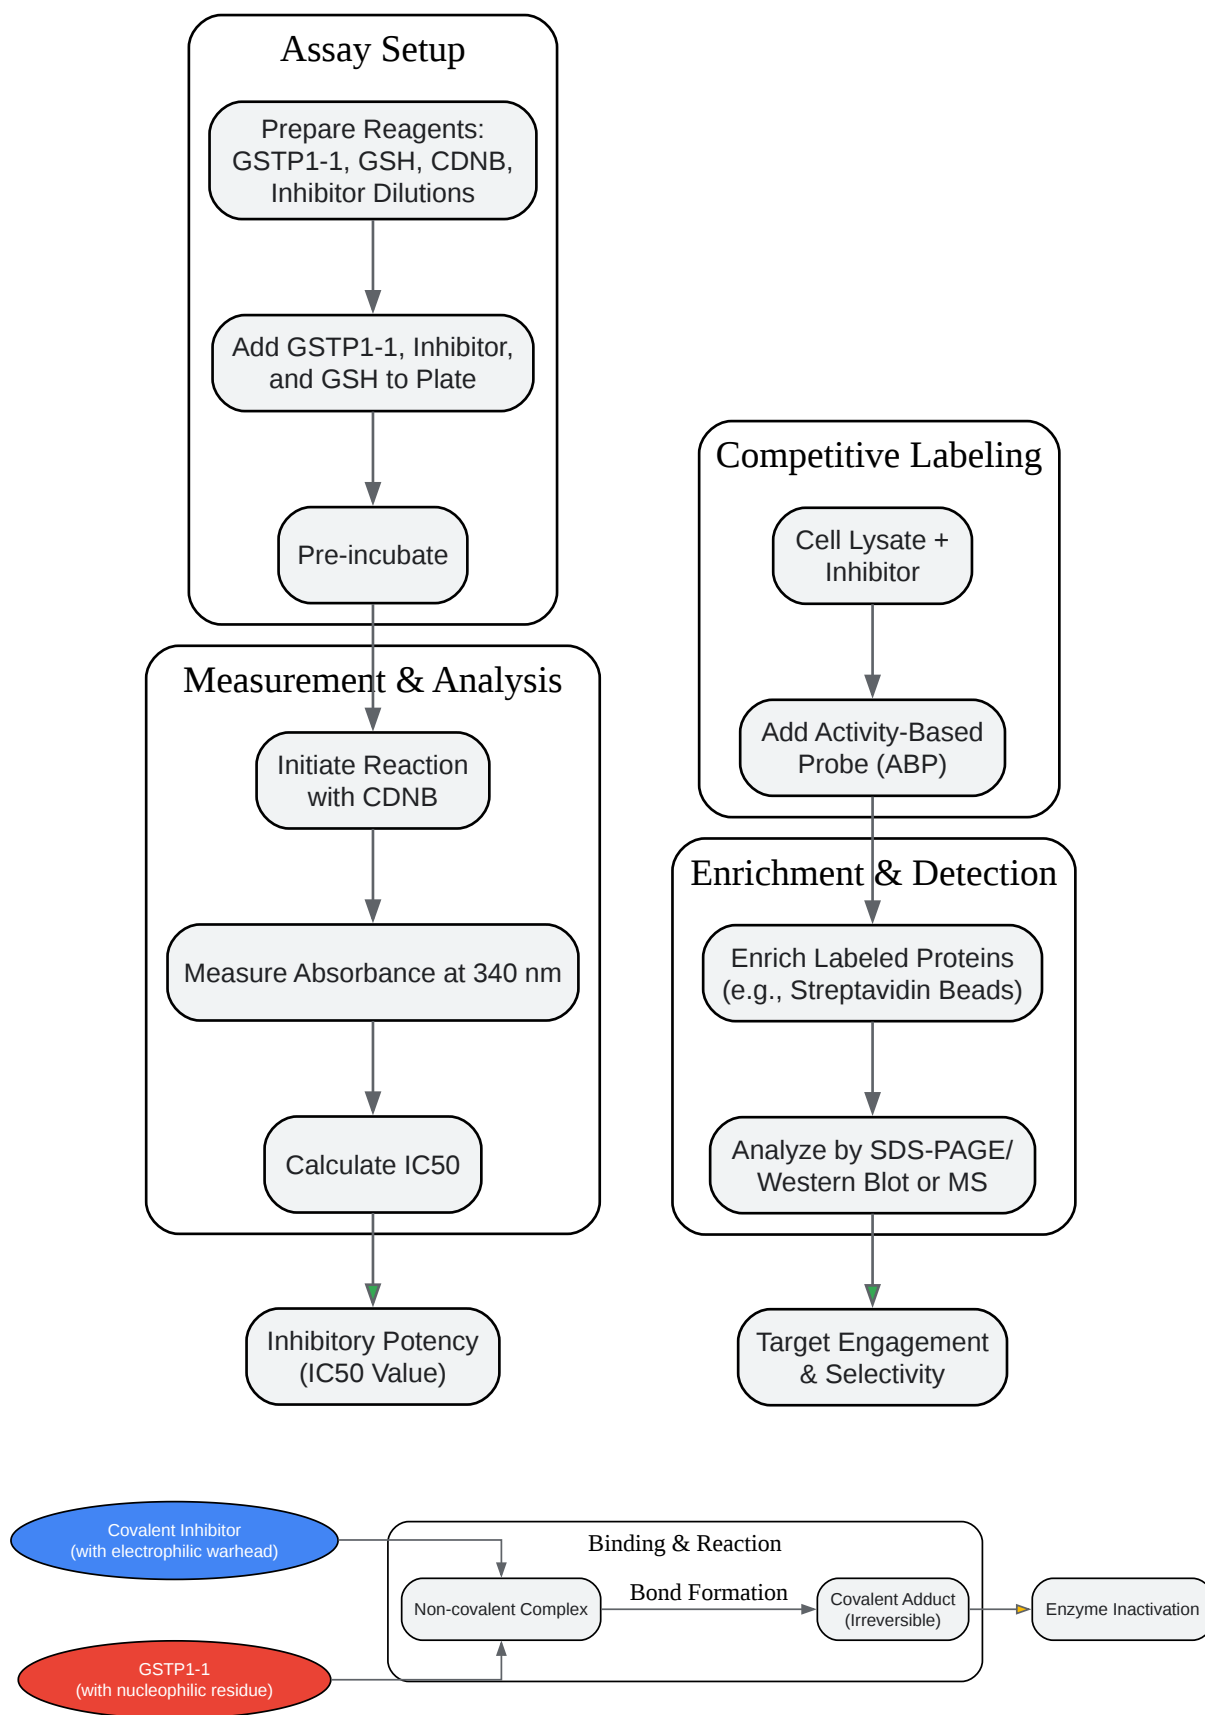 Assay Setup
Prepare Reagents:
GSTP1-1, GSH, CDNB,
Inhibitor Dilutions
Add GSTP1-1, Inhibitor,
and GSH to Plate
Pre-incubate
Measurement & Analysis
Initiate Reaction
with CDNB
Measure Absorbance at 340 nm
Calculate IC50
Inhibitory Potency
(IC50 Value)
Competitive Labeling
Cell Lysate +
Inhibitor
Add Activity-Based
Probe (ABP)
Enrichment & Detection
Enrich Labeled Proteins
(e.g., Streptavidin Beads)
Analyze by SDS-PAGE/
Western Blot or MS
Target Engagement
& Selectivity
Covalent Inhibitor
(with electrophilic warhead)
GSTP1-1
(with nucleophilic residue)
Binding & Reaction
Non-covalent Complex
Bond Formation
Covalent Adduct
(Irreversible)
Enzyme Inactivation